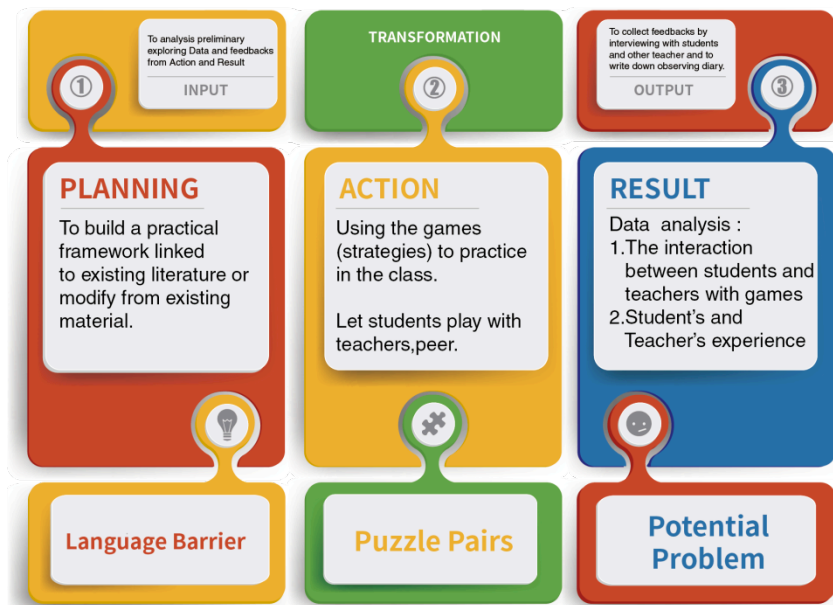 To analysis preliminary
exploring Data and feedbacks
from Action and Result
INPUT
①
PLANNING
To build a practical
framework linked
to existing literature or
modify from existing
material.
Language Barrier
TRANSFORMATION
②
ACTION
Using the games
(strategies) to practice
in the class.
Let students play with
teachers,peer.
Puzzle Pairs
To collect feedbacks by
interviewing with students
and other teacher and to
write down observing diary.
OUTPUT
③
RESULT
Data analysis :
1.The interaction
between students and
teachers with games
2.Student's and
Teacher's experience
Potential
Problem